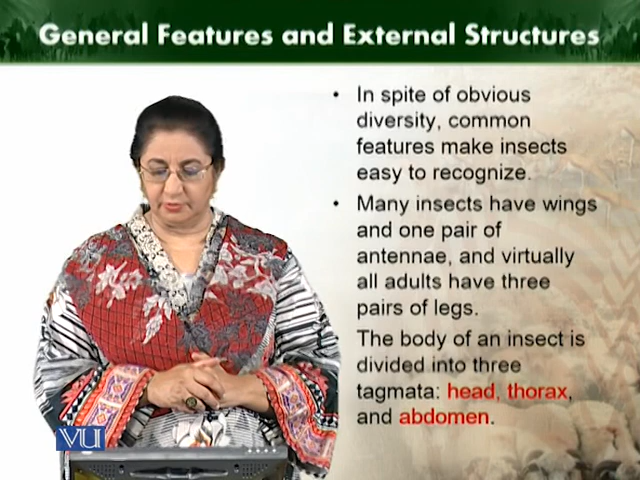 General Features and External Structures
• In spite of obvious
diversity, common
features make insects
easy to recognize.
• Many insects have wings
and one pair of
antennae, and virtually
all adults have three
pairs of legs.
The body of an insect is
divided into three
tagmata: head, thorax,
and abdomen.
VU